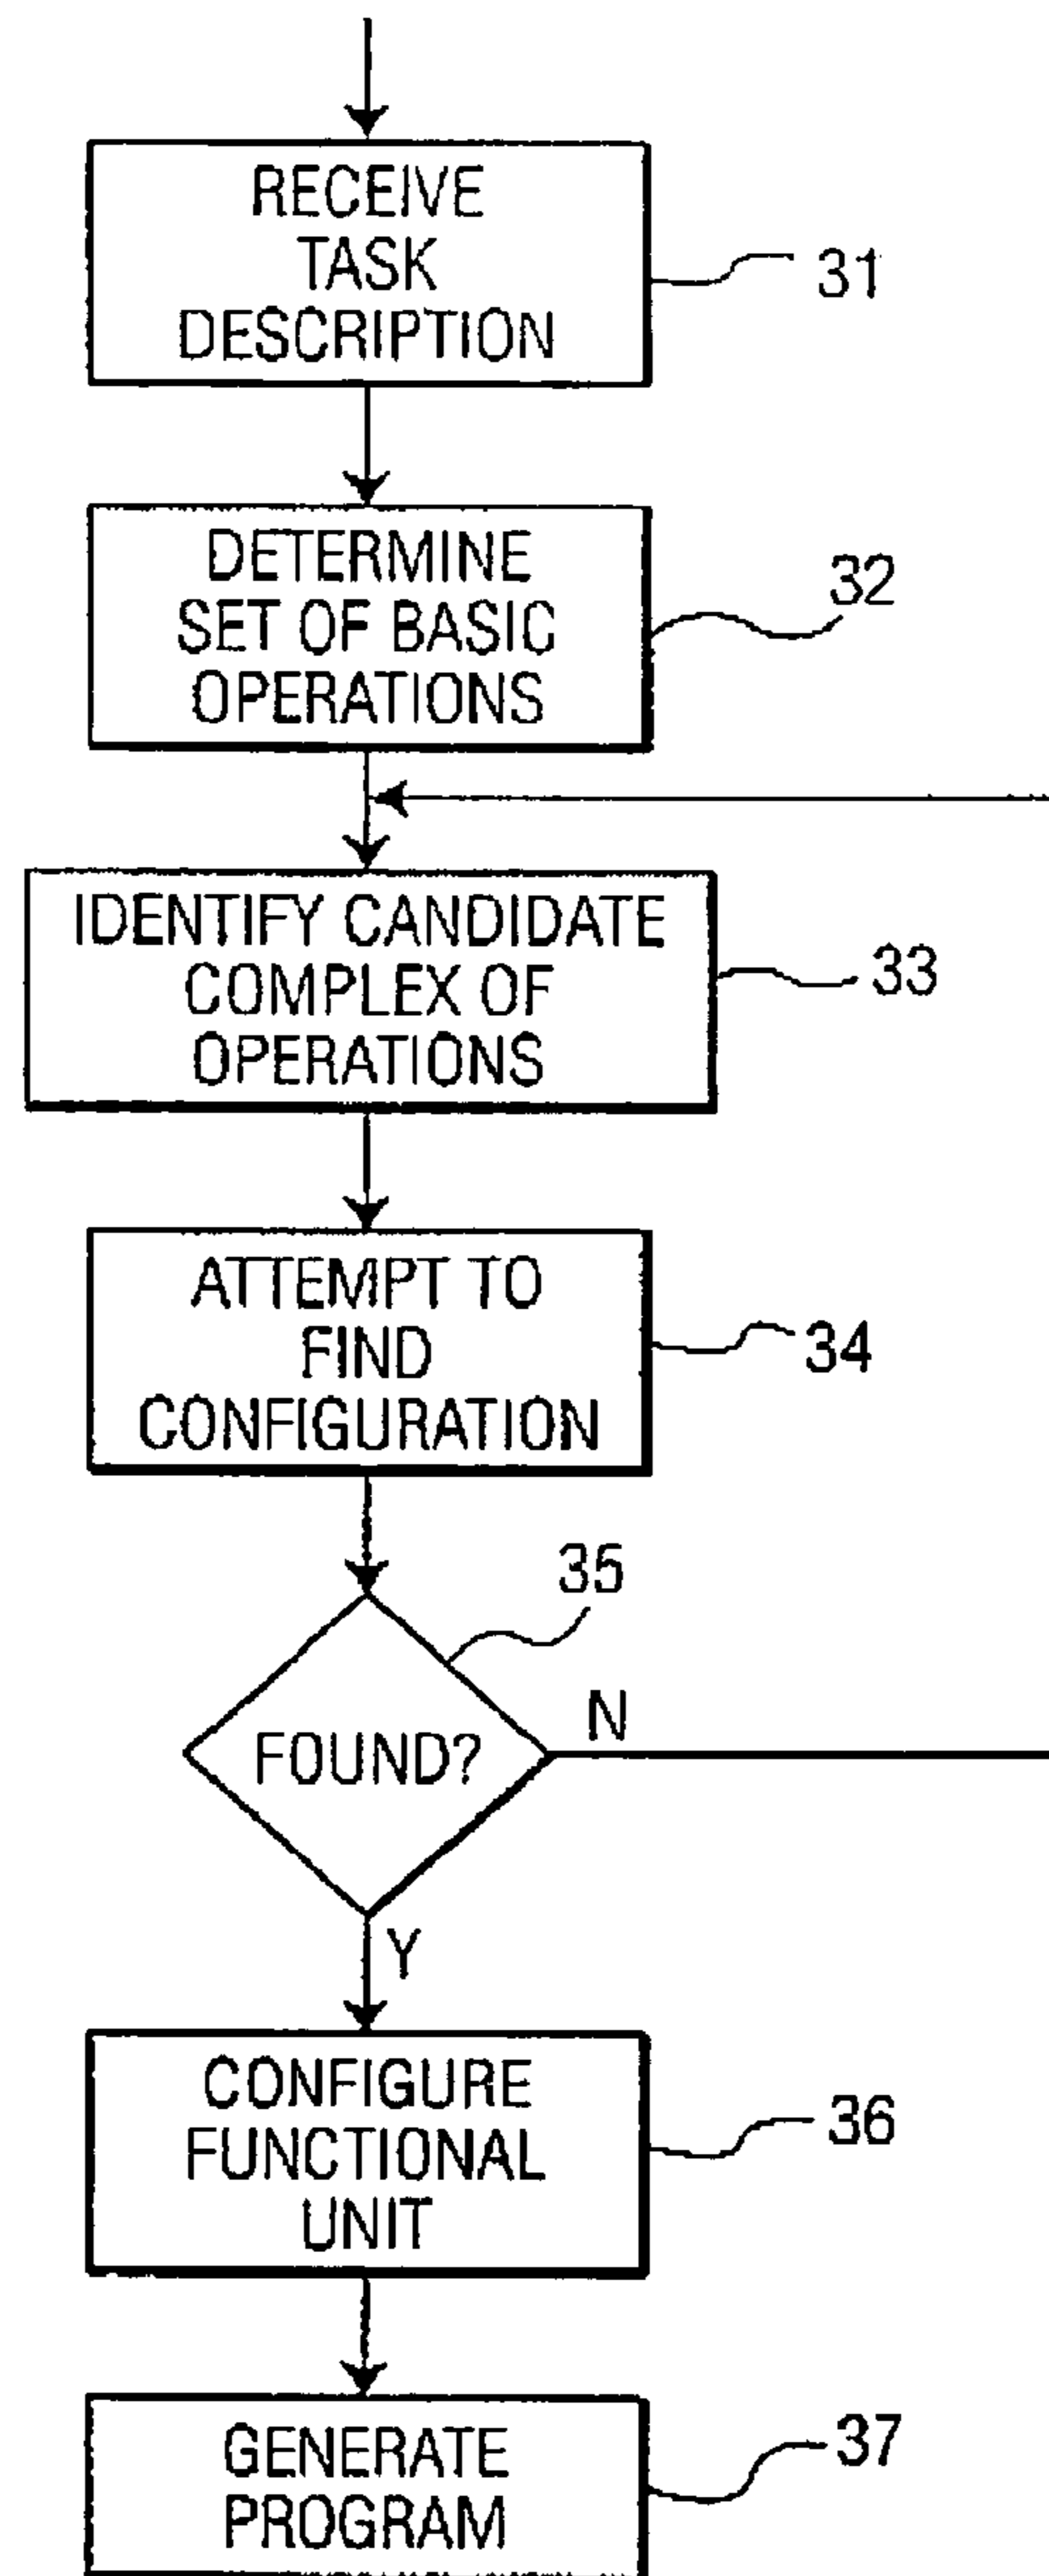 RECEIVE
TASK
DESCRIPTION
31
DETERMINE
SET OF BASIC
OPERATIONS
32
IDENTIFY CANDIDATE
COMPLEX OF
OPERATIONS
33
ATTEMPT TO
FIND
CONFIGURATION
34
35
FOUND?
N
Y
CONFIGURE
FUNCTIONAL
UNIT
36
GENERATE
PROGRAM
37